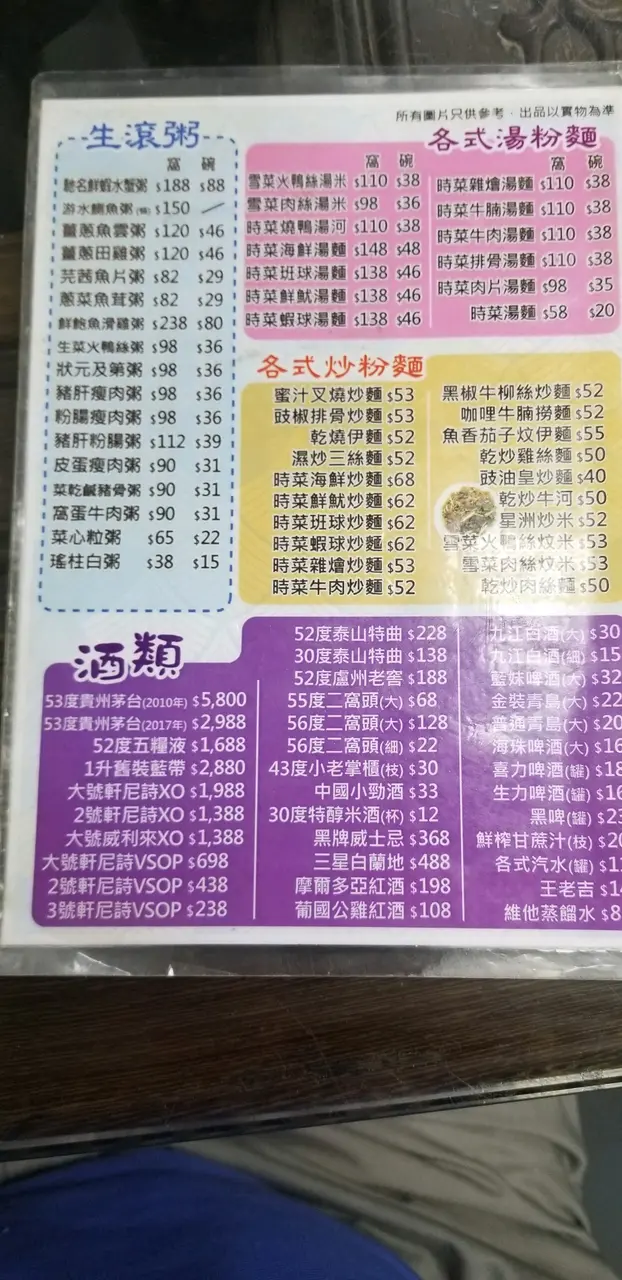 所有圖片只供參考，出品以實物為準
生滾粥
窩 碗
馳名鮮蝦水蟹粥 $188 $88
游水鯇魚粥(條) $150
薑蔥魚雲粥 $120 $46
薑蔥田雞粥 $120 $46
芫茜魚片粥 $82 $29
蔥菜魚茸粥 $82 $29
鮮鮑魚滑雞粥 $238 $80
生菜火鴨絲粥 $98 $36
狀元及第粥 $98 $36
豬肝瘦肉粥 $98 $36
粉腸瘦肉粥 $98 $36
豬肝粉腸粥 $112 $39
皮蛋瘦肉粥 $90 $31
菜乾鹹豬骨粥 $90 $31
窩蛋牛肉粥 $90 $31
菜心粒粥 $65 $22
瑤柱白粥 $38 $15
各式湯粉麵
窩 碗
雪菜火鴨絲湯米 $110 $38
雪菜肉絲湯米 $98 $36
時菜燒鴨湯河 $110 $38
時菜海鮮湯麵 $148 $48
時菜班球湯麵 $138 $46
時菜鮮魷湯麵 $138 $46
時菜蝦球湯麵 $138 $46
窩 碗
時菜雜燴湯麵 $110 $38
時菜牛腩湯麵 $110 $38
時菜牛肉湯麵 $110 $38
時菜排骨湯麵 $110 $38
時菜肉片湯麵 $98 $35
時菜湯麵 $58 $20
各式炒粉麵
蜜汁叉燒炒麵 $53
豉椒排骨炒麵 $53
乾燒伊麵 $52
濕炒三絲麵 $52
時菜海鮮炒麵 $68
時菜鮮魷炒麵 $62
時菜班球炒麵 $62
時菜蝦球炒麵 $62
時菜雜燴炒麵 $53
時菜牛肉炒麵 $52
黑椒牛柳絲炒麵 $52
咖哩牛腩撈麵 $52
魚香茄子炆伊麵 $55
乾炒雞絲麵 $50
豉油皇炒麵 $40
乾炒牛河 $50
星洲炒米 $52
雪菜火鴨絲炆米 $53
雪菜肉絲炆米 $53
乾炒肉絲麵 $50
酒類
53度貴州茅台(2010年) $5,800
53度貴州茅台(2017年) $2,988
52度五糧液 $1,688
1升舊裝藍帶 $2,880
大號軒尼詩XO $1,988
2號軒尼詩XO $1,388
大號威利來XO $1,388
大號軒尼詩VSOP $698
2號軒尼詩VSOP $438
3號軒尼詩VSOP $238
52度泰山特曲 $228
30度泰山特曲 $138
52度盧州老窖 $188
55度二窩頭(大) $68
56度二窩頭(大) $128
56度二窩頭(細) $22
43度小老掌櫃(枝) $30
中國小勁酒 $33
30度特醇米酒(杯) $12
黑牌威士忌 $368
三星白蘭地 $488
摩爾多亞紅酒 $198
葡國公雞紅酒 $108
九江白酒(大) $30
九江白酒(細) $15
藍妹啤酒(大) $32
金裝青島(大) $22
普通青島(大) $20
海珠啤酒(大) $16
喜力啤酒(罐) $18
生力啤酒(罐) $16
黑啤(罐) $23
鮮榨甘蔗汁(枝) $20
各式汽水(罐) $1
王老吉 $1
維他蒸餾水 $8